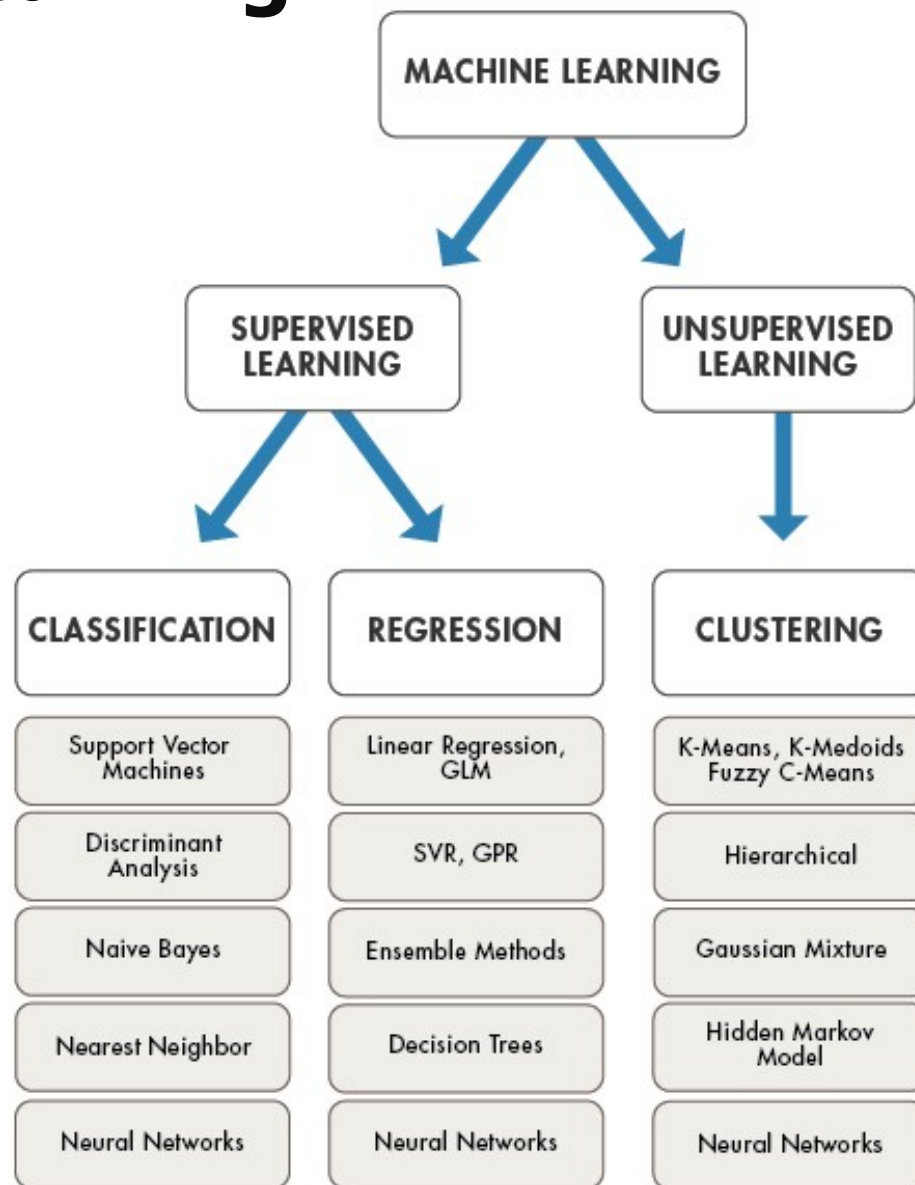 MACHINE LEARNING
SUPERVISED
LEARNING
UNSUPERVISED
LEARNING
CLASSIFICATION
REGRESSION
CLUSTERING
Support Vector
Machines
Linear Regression,
GLM
K-Means, K-Medoids
Fuzzy C-Means
Discriminant
Analysis
SVR, GPR
Hierarchical
Naive Bayes
Ensemble Methods
Gaussian Mixture
Nearest Neighbor
Decision Trees
Hidden Markov
Model
Neural Networks
Neural Networks
Neural Networks